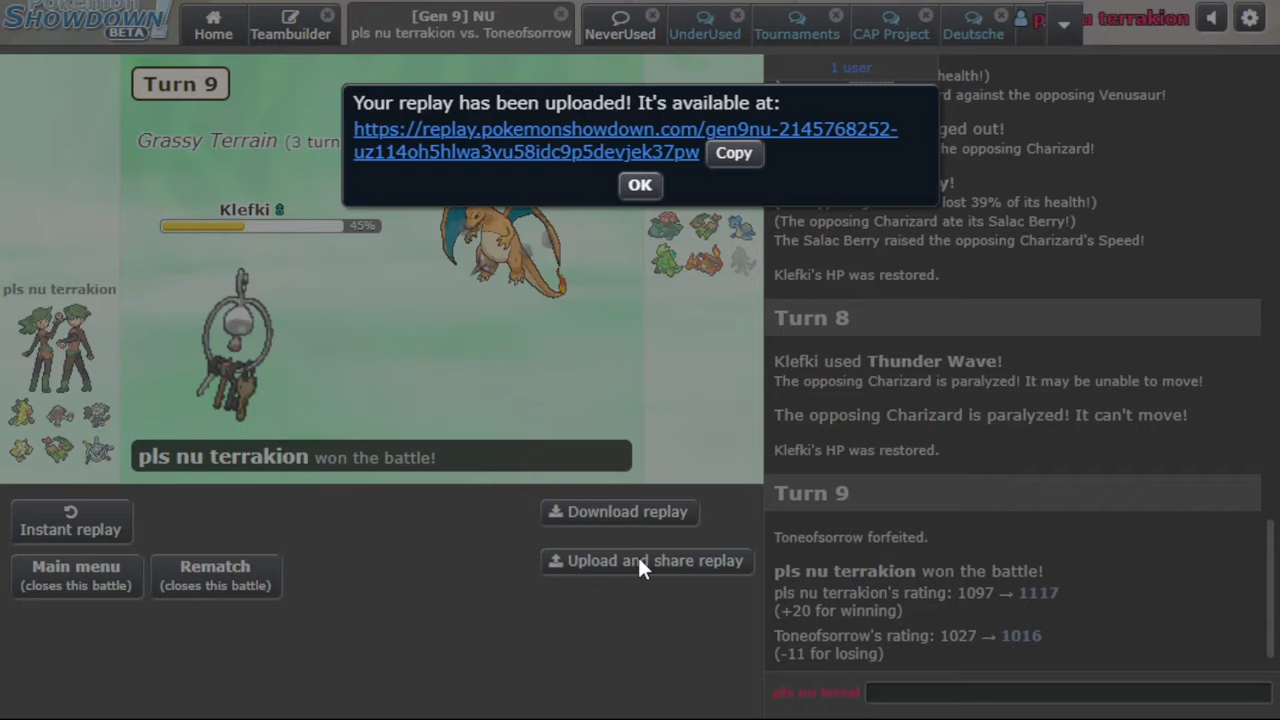 Pokémon
SHOWDOWN
BETA
Home
Teambuilder
[Gen 9] NU
pls nu terrakion vs. Toneofsorrow
NeverUsed
UnderUsed
Tournaments
CAP Project
Deutsche
nu terrakion
1 user
Turn 9
Grassy Terrain (3 turn
Your replay has been uploaded! It's available at:
https://replay.pokemonshowdown.com/gen9nu-2145768252-
uz114oh5hlwa3vu58idc9p5devjek37pw Copy
OK
Klefki
45%
pls nu terrakion
pls nu terrakion won the battle!
Instant replay
Main menu
(closes this battle)
Rematch
(closes this battle)
Download replay
Upload and share replay
health!)
d against the opposing Venusaur!
ged out!
Charizard!
y!
lost 39% of its health!)
(The opposing Charizard ate its Salac Berry!)
The Salac Berry raised the opposing Charizard's Speed!
Klefki's HP was restored.
Turn 8
Klefki used Thunder Wave!
The opposing Charizard is paralyzed! It may be unable to move!
The opposing Charizard is paralyzed! It can't move!
Klefki's HP was restored.
Turn 9
Toneofsorrow forfeited.
pls nu terrakion won the battle!
pls nu terrakion's rating: 1097 → 1117
(+20 for winning)
Toneofsorrow's rating: 1027 → 1016
(-11 for losing)
pls nu terral